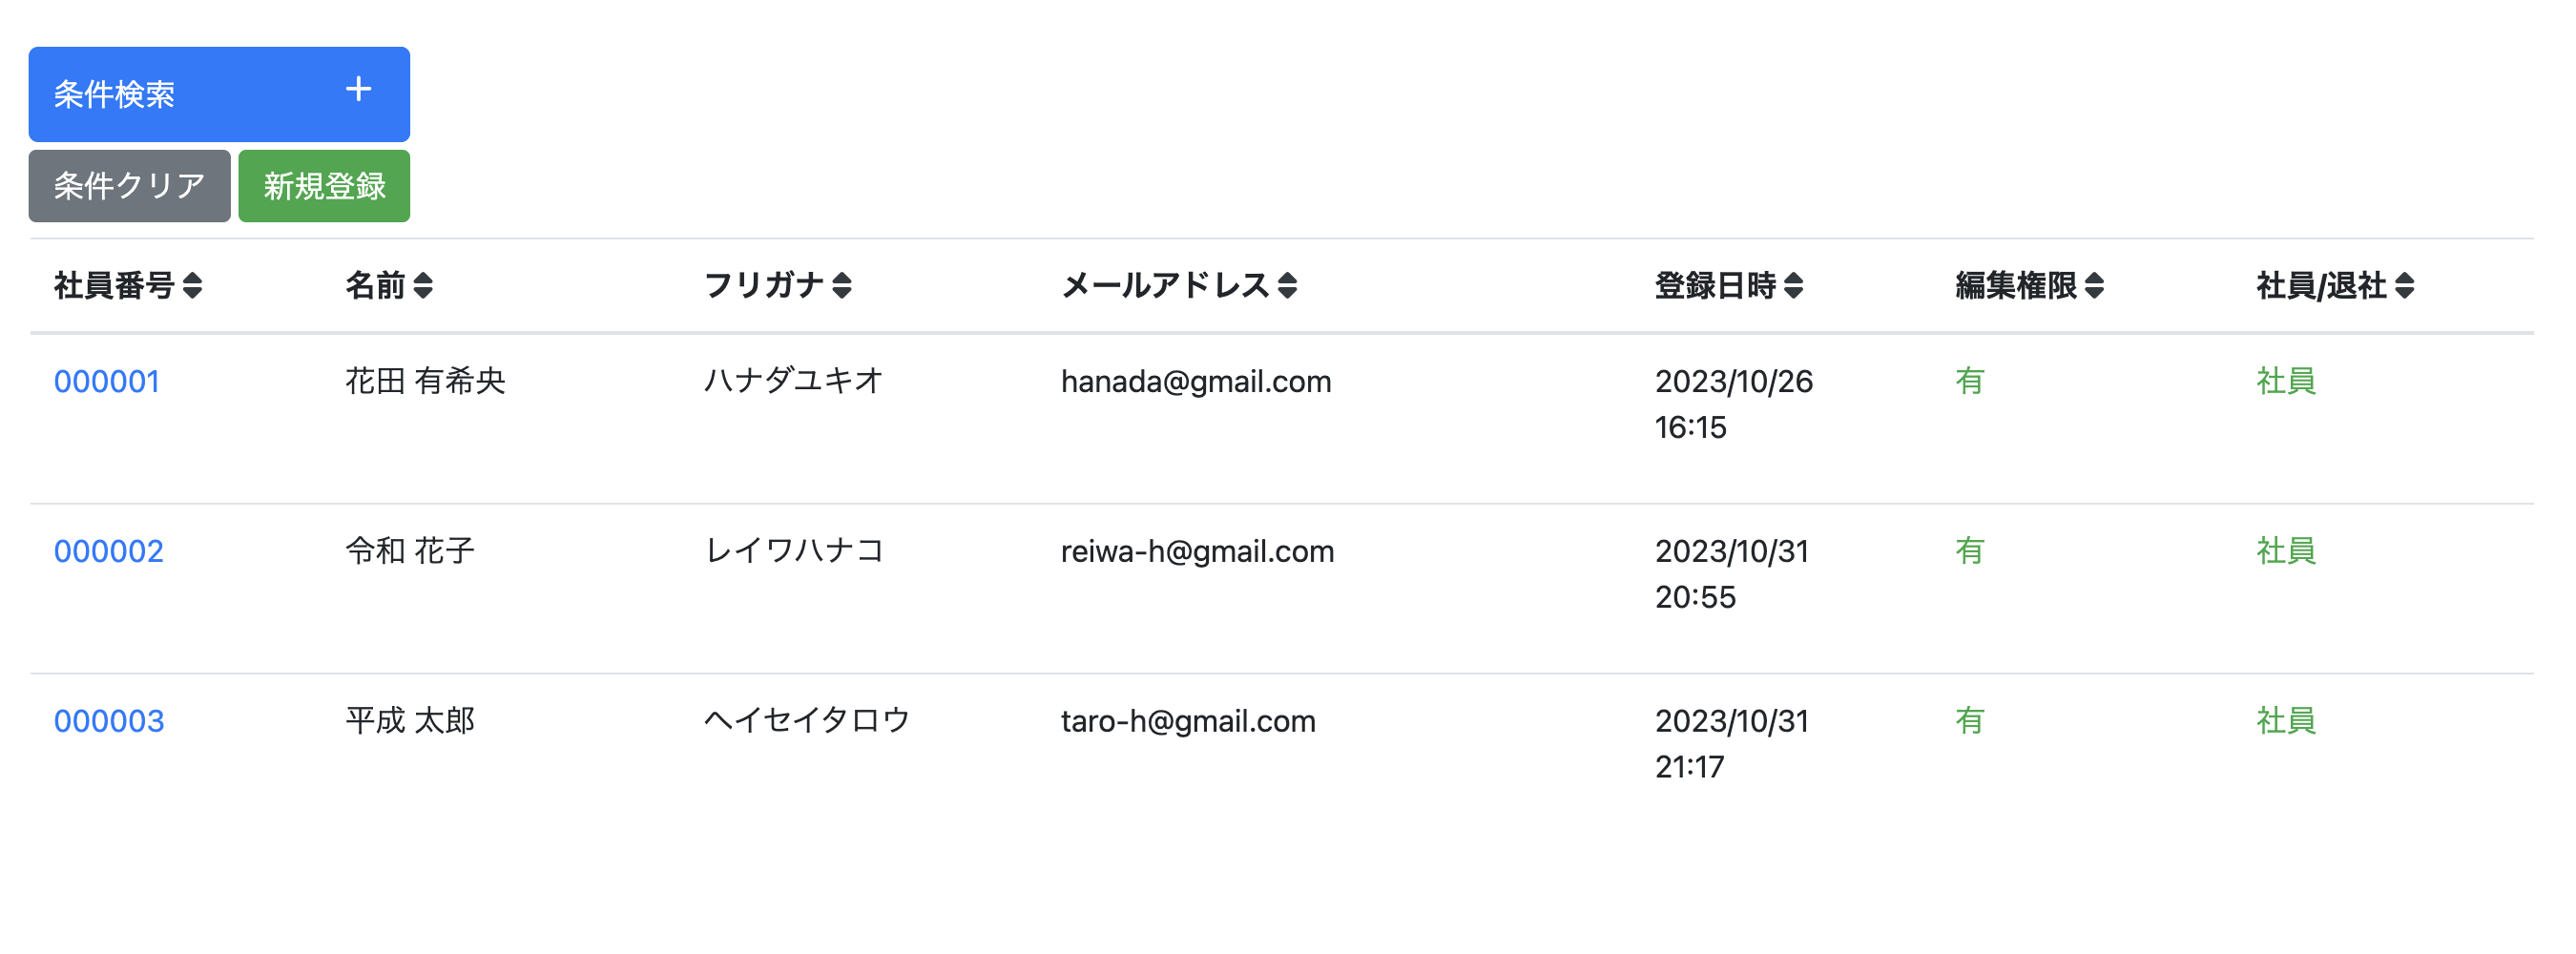 条件検索 +
条件クリア 新規登録
社員番号 名前 フリガナ メールアドレス 登録日時 編集権限 社員/退社
000001 花田 有希央 ハナダユキオ hanada@gmail.com 2023/10/26 有 社員
16:15
000002 令和 花子 レイワハナコ reiwa-h@gmail.com 2023/10/31 有 社員
20:55
000003 平成 太郎 ヘイセイタロウ taro-h@gmail.com 2023/10/31 有 社員
21:17